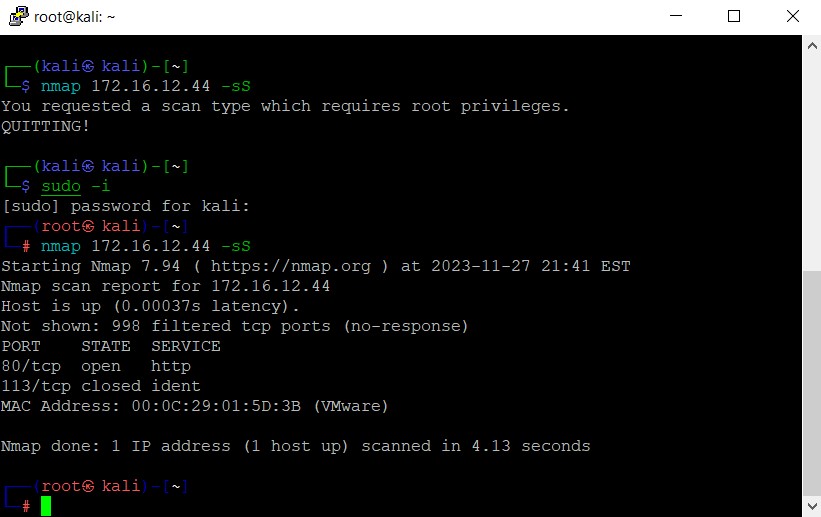 root@kali: ~
┌──(kali㉿kali)-[~]
└─$ nmap 172.16.12.44 -sS
You requested a scan type which requires root privileges.
QUITTING!
┌──(kali㉿kali)-[~]
└─$ sudo -i
[sudo] password for kali:
┌──(root㉿kali)-[~]
└─# nmap 172.16.12.44 -sS
Starting Nmap 7.94 ( https://nmap.org ) at 2023-11-27 21:41 EST
Nmap scan report for 172.16.12.44
Host is up (0.00037s latency).
Not shown: 998 filtered tcp ports (no-response)
PORT    STATE  SERVICE
80/tcp  open   http
113/tcp closed ident
MAC Address: 00:0C:29:01:5D:3B (VMware)
Nmap done: 1 IP address (1 host up) scanned in 4.13 seconds
┌──(root㉿kali)-[~]
└─#